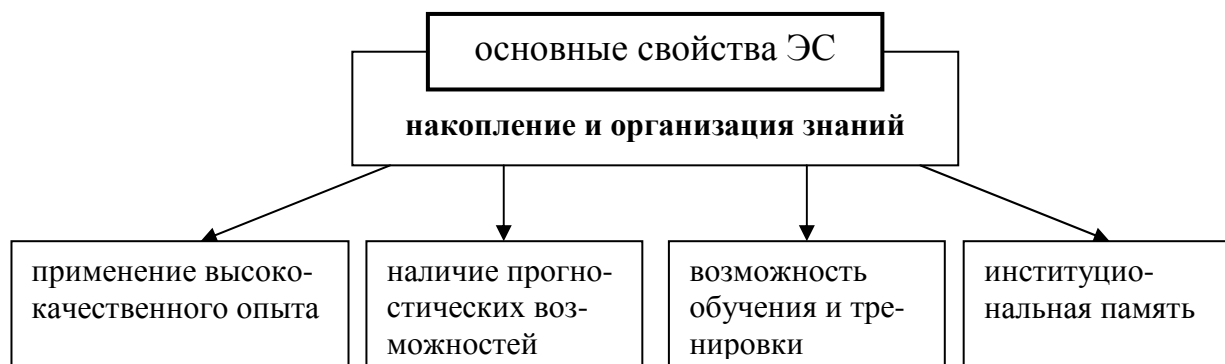 основные свойства ЭС
накопление и организация знаний
применение высоко-
качественного опыта
наличие прогно-
стических воз-
можностей
возможность
обучения и тре-
нировки
институцио-
нальная память